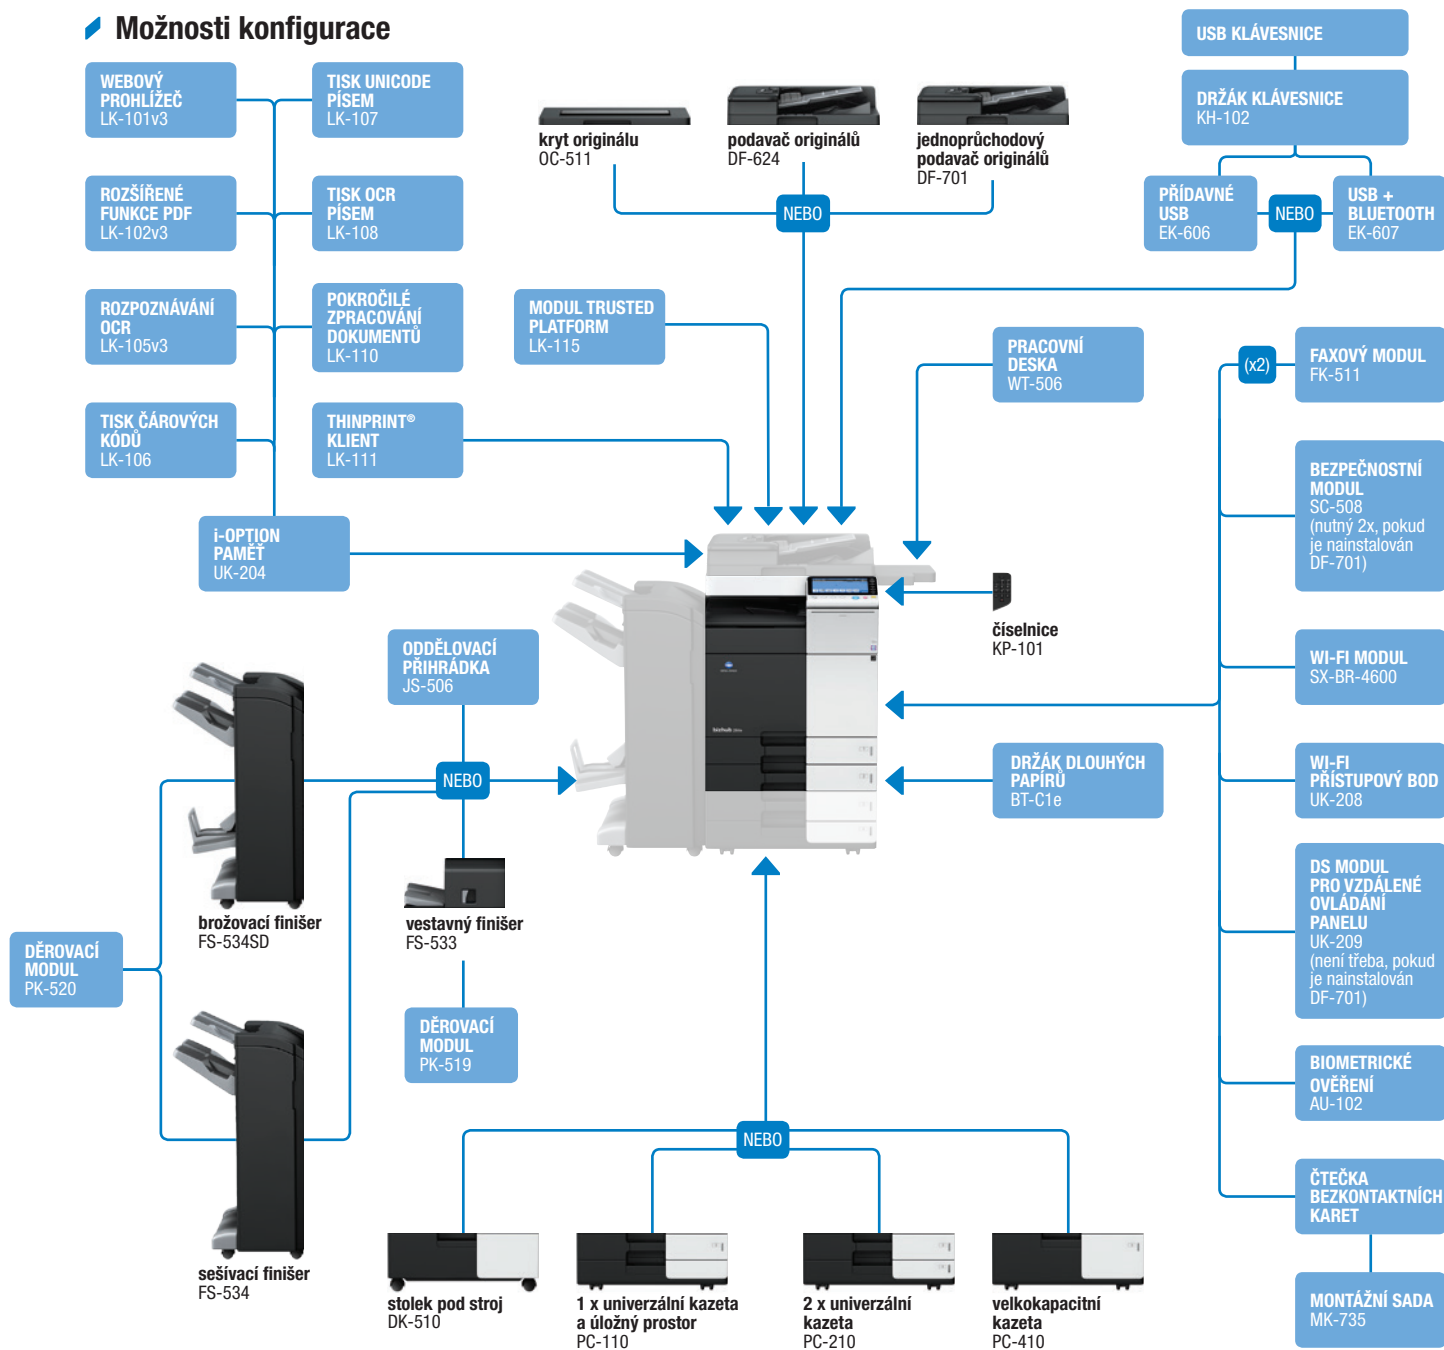 Možnosti konfigurace
WEBOVÝ
PROHLÍŽEČ
LK-101v3
TISK UNICODE
PÍSEM
LK-107
ROZŠÍŘENÉ
FUNKCE PDF
LK-102v3
TISK OCR
PÍSEM
LK-108
ROZPOZNÁVÁNÍ
OCR
LK-105v3
POKROČILÉ
ZPRACOVÁNÍ
DOKUMENTŮ
LK-110
TISK ČÁROVÝCH
KÓDŮ
LK-106
THINPRINT®
KLIENT
LK-111
i-OPTION
PAMĚŤ
UK-204
kryt originálu
OC-511
podavač originálů
DF-624
jednoprůchodový
podavač originálů
DF-701
NEBO
MODUL TRUSTED
PLATFORM
LK-115
USB KLÁVESNICE
DRŽÁK KLÁVESNICE
KH-102
PŘÍDAVNÉ
USB
EK-606
NEBO
USB +
BLUETOOTH
EK-607
PRACOVNÍ
DESKA
WT-506
(x2)
FAXOVÝ MODUL
FK-511
BEZPEČNOSTNÍ
MODUL
SC-508
(nutný 2x, pokud
je nainstalován
DF-701)
číselnice
KP-101
WI-FI MODUL
SX-BR-4600
WI-FI
PŘÍSTUPOVÝ BOD
UK-208
DRŽÁK DLOUHÝCH
PAPÍRŮ
BT-C1e
DS MODUL
PRO VZDÁLENÉ
OVLÁDÁNÍ
PANELU
UK-209
(není třeba, pokud
je nainstalován
DF-701)
BIOMETRICKÉ
OVĚŘENÍ
AU-102
ČTEČKA
BEZKONTAKTNÍCH
KARET
MONTÁŽNÍ SADA
MK-735
ODDĚLOVACÍ
PŘIHRÁDKA
JS-506
NEBO
brožovací finišer
FS-534SD
vestavný finišer
FS-533
DĚROVACÍ
MODUL
PK-520
DĚROVACÍ
MODUL
PK-519
sešívací finišer
FS-534
NEBO
stolek pod stroj
DK-510
1 x univerzální kazeta
a úložný prostor
PC-110
2 x univerzální
kazeta
PC-210
velkokapacitní
kazeta
PC-410
bizhub